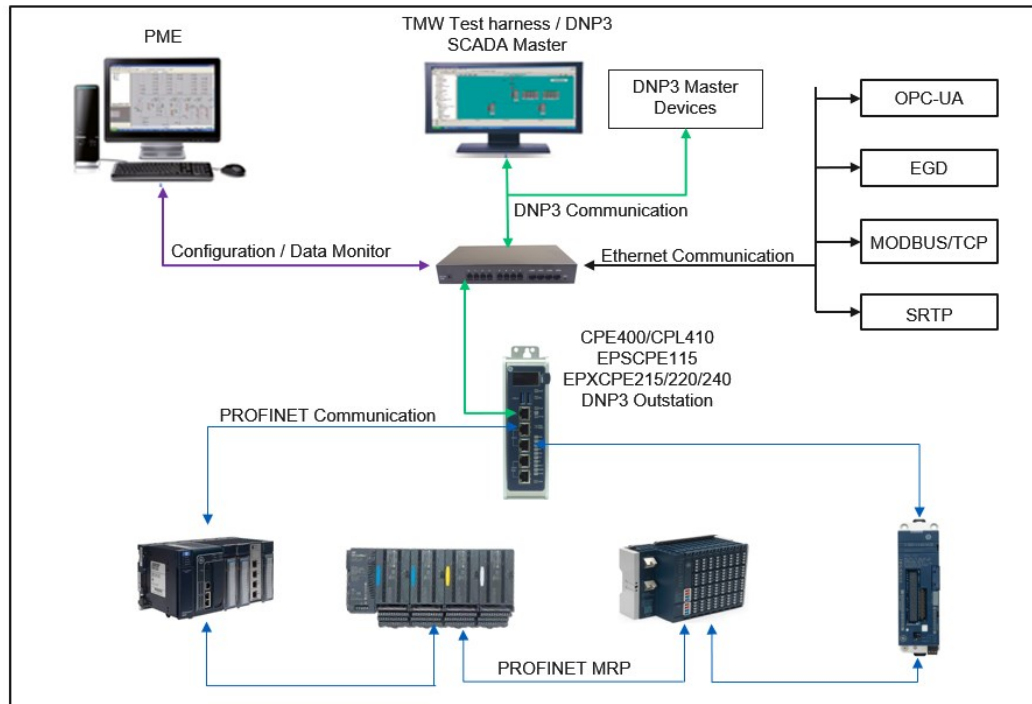 PME
TMW Test harness / DNP3
SCADA Master
DNP3 Master
Devices
OPC-UA
EGD
DNP3 Communication
MODBUS/TCP
Configuration / Data Monitor
Ethernet Communication
SRTP
CPE400/CPL410
EPSCPE115
EPXCPE215/220/240
DNP3 Outstation
PROFINET Communication
PROFINET MRP